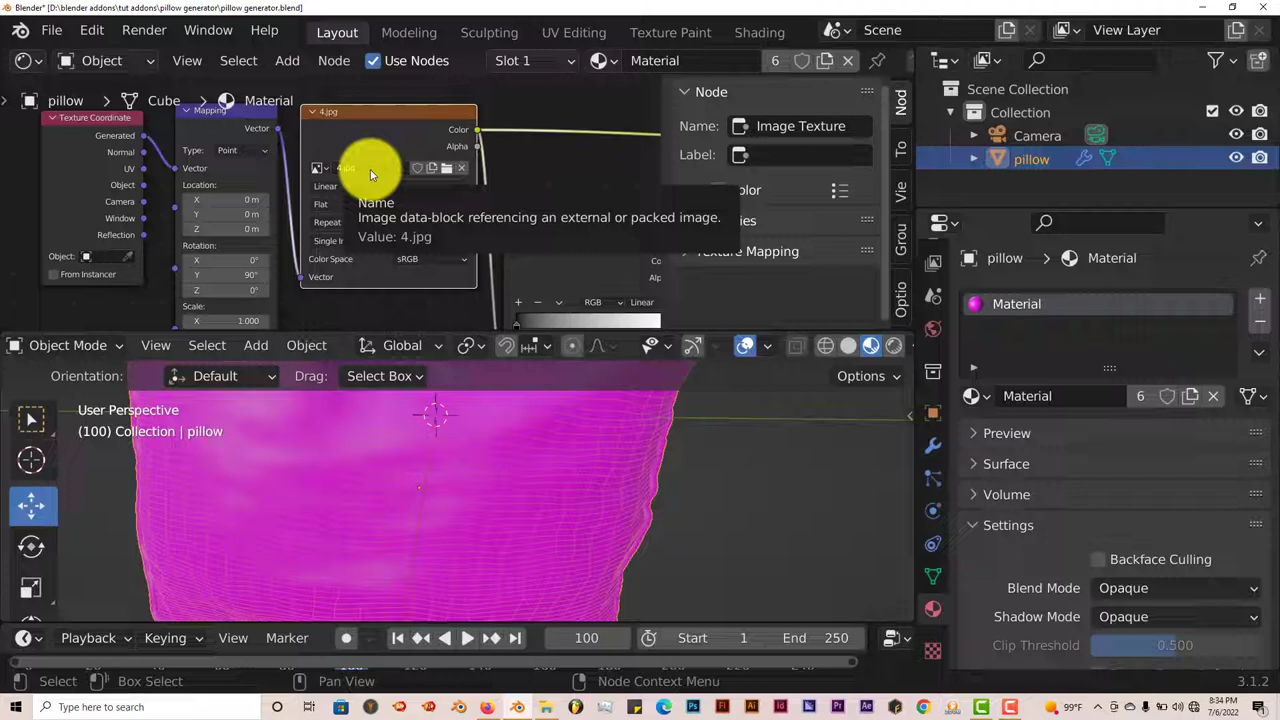 Blender* [D:\blender addons\tut addons\pillow generator\pillow generator.blend]
File Edit Render Window Help Layout Modeling Sculpting UV Editing Texture Paint Shading Scene View Layer
Object View Select Add Node Use Nodes Slot 1 Material 6
pillow > Cube > Material
Texture Coordinate
Generated
Normal
UV
Object
Camera
Window
Reflection
Object:
From Instancer
Mapping
Vector
Type: Point
Vector
Location:
X 0 m
Y 0 m
Z 0 m
Rotation:
X 0°
Y 90°
Z 0°
Scale:
X 1.000
4.jpg
Color
Alpha
4.jpg
Linear
Flat
Repeat
Single In
Color Space sRGB
Vector
Name
Image data-block referencing an external or packed image.
Value: 4.jpg
RGB Linear
Node
Name: Image Texture
Label:
Texture Mapping
Nod
To
Vie
Grou
Optio
Scene Collection
Collection
Camera
pillow
pillow > Material
Material
Material 6
Preview
Surface
Volume
Settings
Backface Culling
Blend Mode Opaque
Shadow Mode Opaque
Clip Threshold 0.500
Object Mode View Select Add Object Global
Orientation: Default Drag: Select Box Options
User Perspective
(100) Collection | pillow
Playback Keying View Marker 100 Start 1 End 250
Select Box Select Pan View Node Context Menu 3.1.2
Type here to search 99°F 8:34 PM
7/6/2022